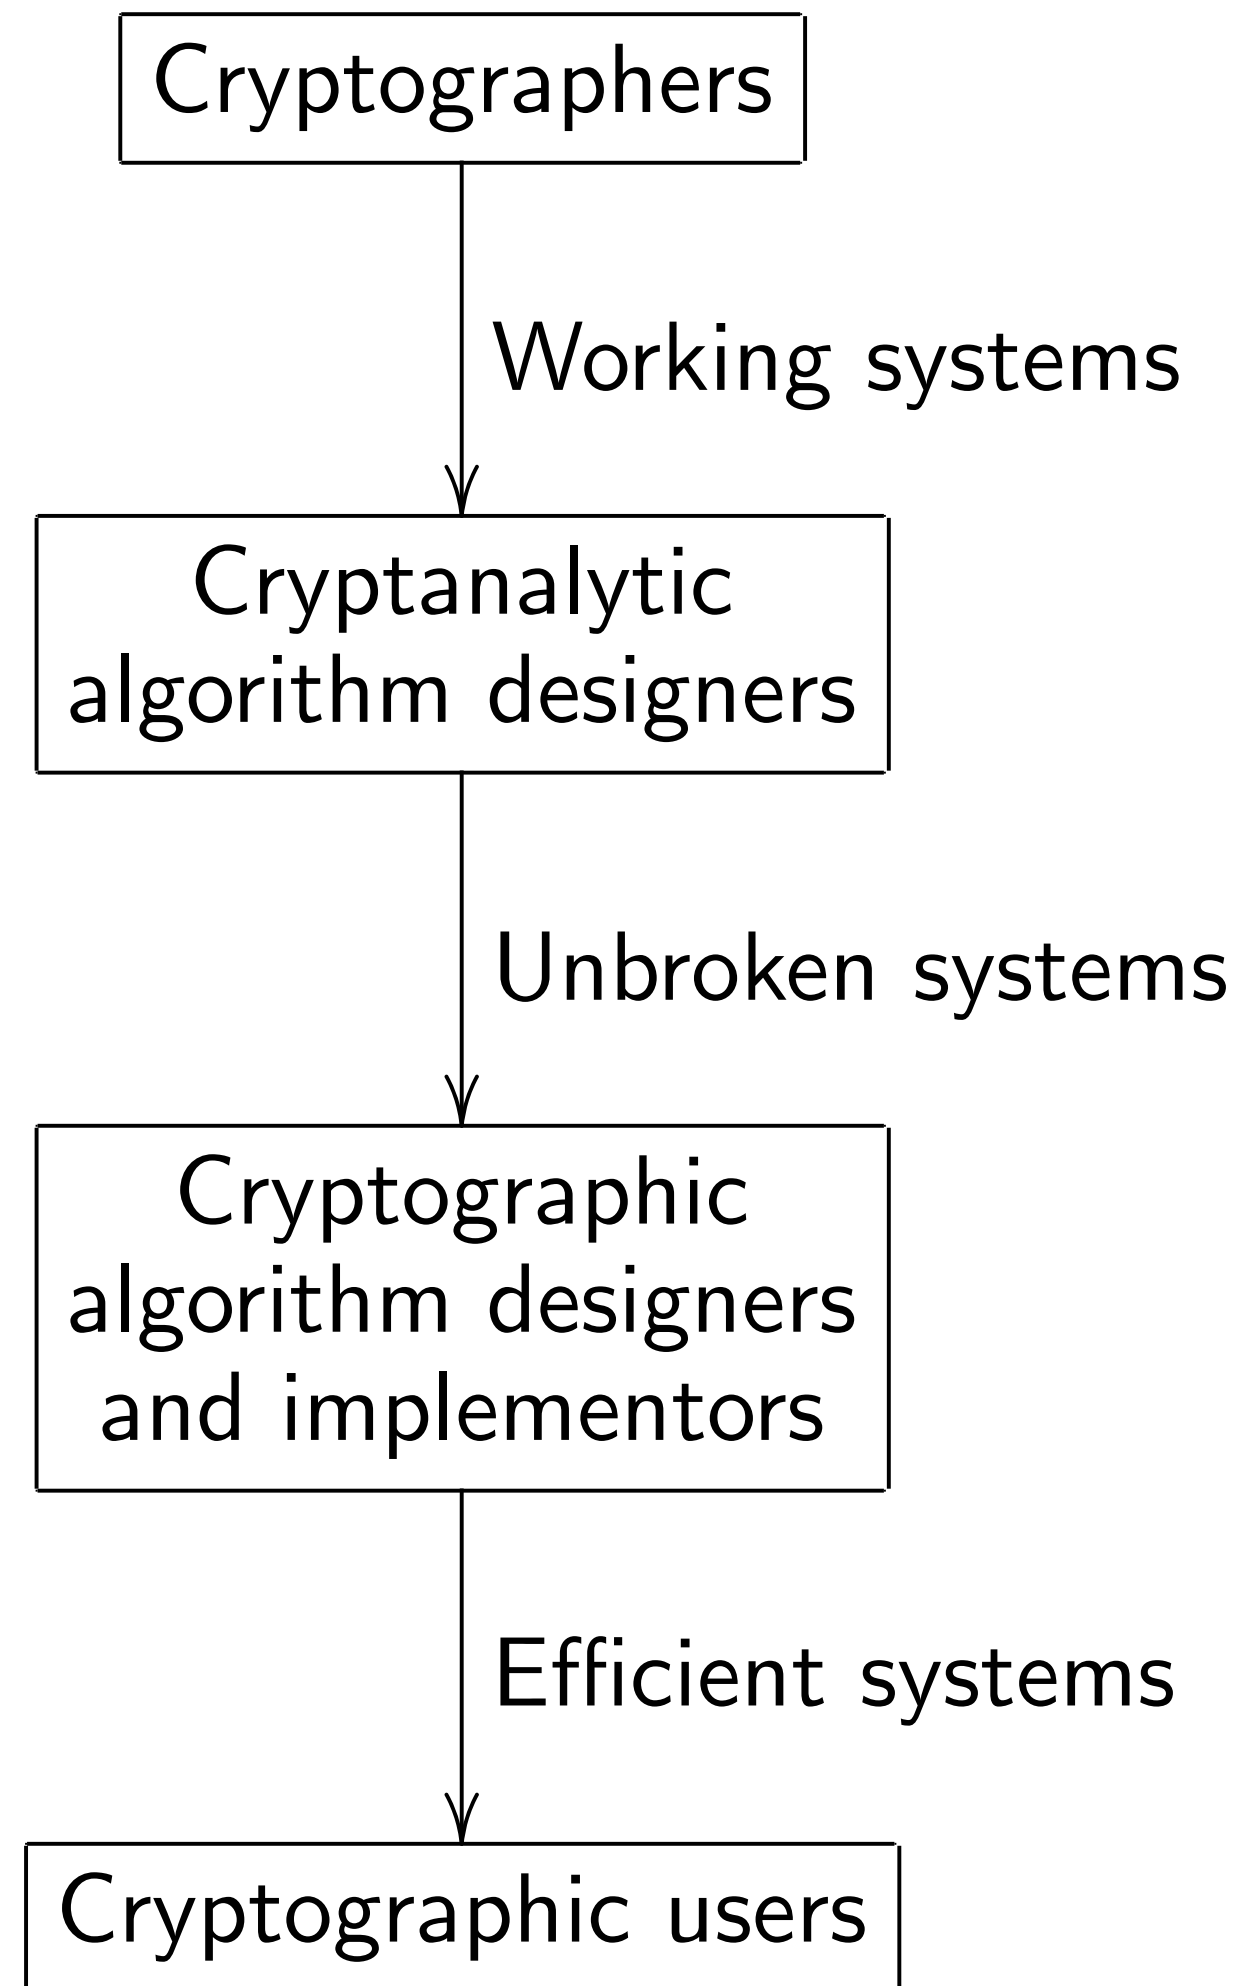 Cryptographers
Working systems
Cryptanalytic
algorithm designers
Unbroken systems
Cryptographic
algorithm designers
and implementors
Efficient systems
Cryptographic users